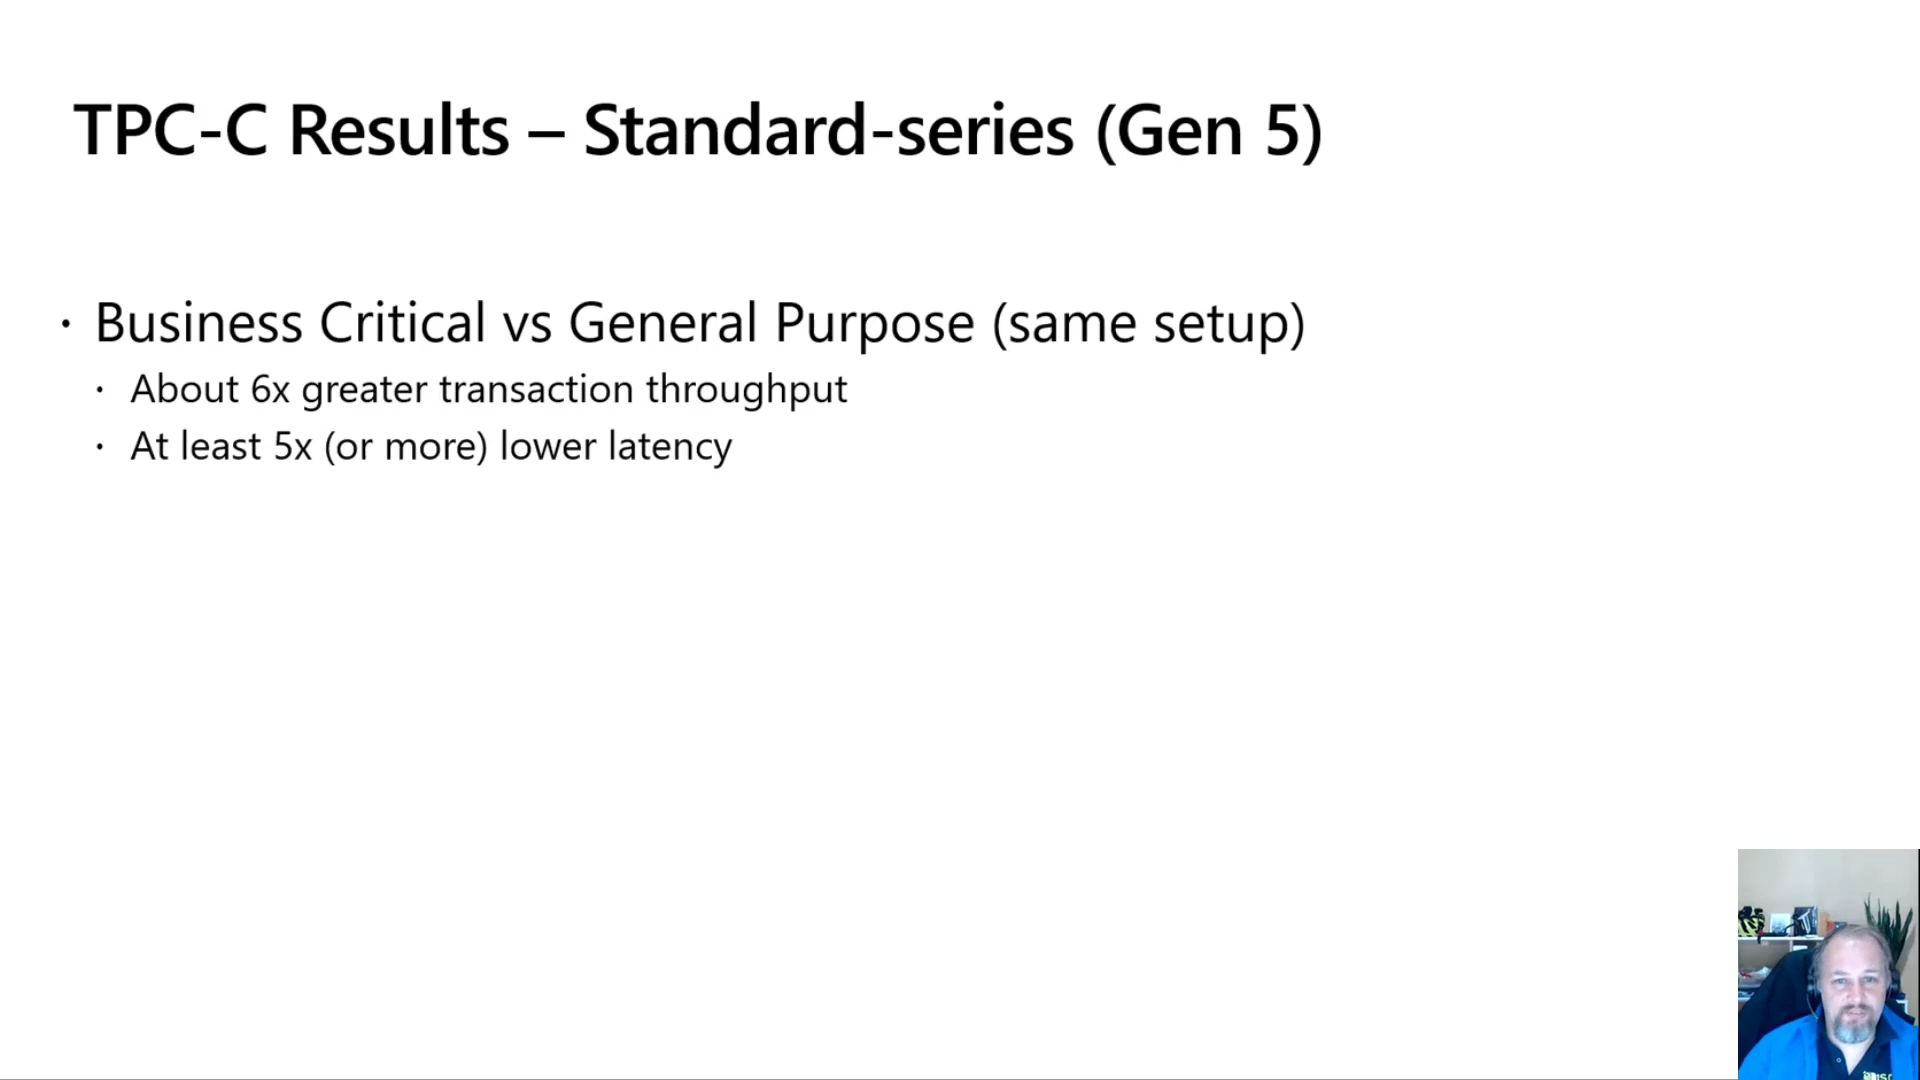 TPC-C Results – Standard-series (Gen 5)
• Business Critical vs General Purpose (same setup)
• About 6x greater transaction throughput
• At least 5x (or more) lower latency